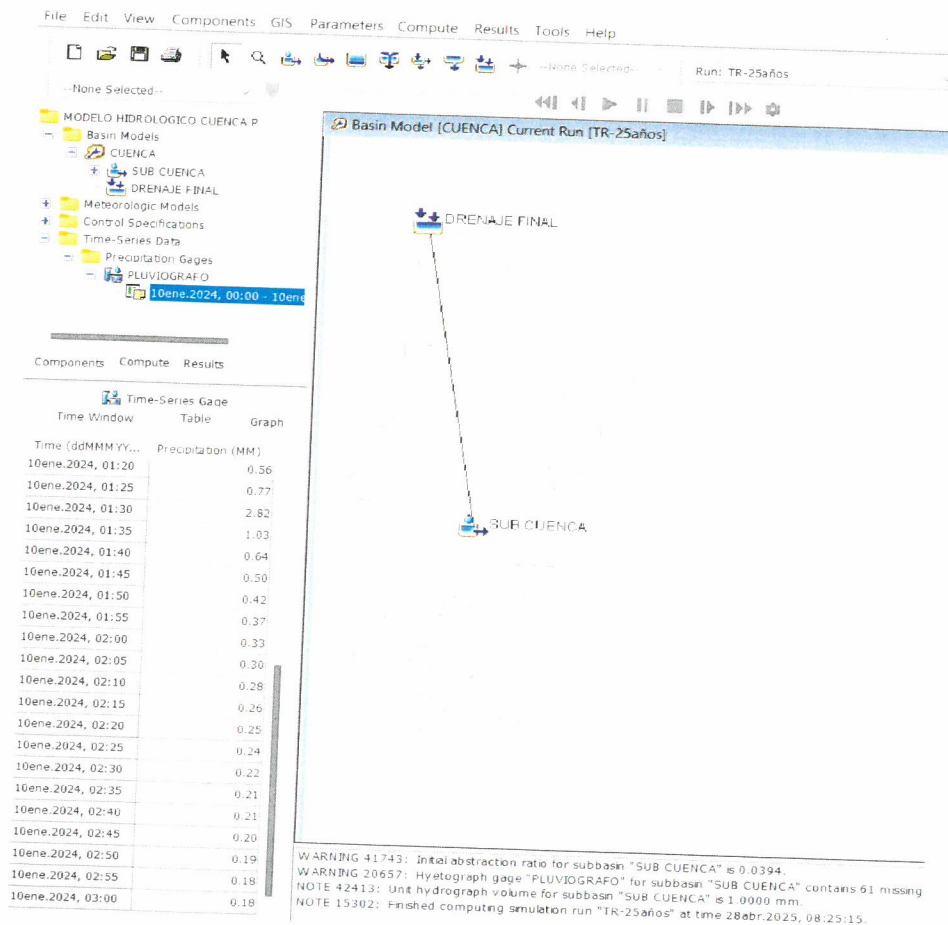 File Edit View Components GIS Parameters Compute Results Tools Help
--None Selected--
Run: TR-25años
--None Selected--
MODELO HIDROLOGICO CUENCA P
Basin Models
CUENCA
SUB CUENCA
DRENAJE FINAL
Meteorologic Models
Control Specifications
Time-Series Data
Precipitation Gages
PLUVIOGRAFO
10ene.2024, 00:00 - 10ene
Components Compute Results
Time-Series Gage
Time Window Table Graph
Time (ddMMMYY... Precipitation (MM)
10ene.2024, 01:20 0.56
10ene.2024, 01:25 0.77
10ene.2024, 01:30 2.82
10ene.2024, 01:35 1.03
10ene.2024, 01:40 0.64
10ene.2024, 01:45 0.50
10ene.2024, 01:50 0.42
10ene.2024, 01:55 0.37
10ene.2024, 02:00 0.33
10ene.2024, 02:05 0.30
10ene.2024, 02:10 0.28
10ene.2024, 02:15 0.26
10ene.2024, 02:20 0.25
10ene.2024, 02:25 0.24
10ene.2024, 02:30 0.22
10ene.2024, 02:35 0.21
10ene.2024, 02:40 0.21
10ene.2024, 02:45 0.20
10ene.2024, 02:50 0.19
10ene.2024, 02:55 0.18
10ene.2024, 03:00 0.18
Basin Model [CUENCA] Current Run [TR-25años]
DRENAJE FINAL
SUB CUENCA
WARNING 41743: Initial abstraction ratio for subbasin "SUB CUENCA" is 0.0394.
WARNING 20657: Hyetograph gage "PLUVIOGRAFO" for subbasin "SUB CUENCA" contains 61 missing
NOTE 42413: Unit hydrograph volume for subbasin "SUB CUENCA" is 1.0000 mm.
NOTE 15302: Finished computing simulation run "TR-25años" at time 28abr.2025, 08:25:15.